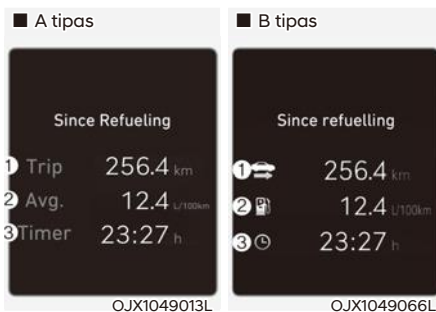 ■ A tipas
Since Refueling
1 Trip 256.4 km
2 Avg. 12.4 L/100km
3 Timer 23:27 h
OJX1049013L
■ B tipas
Since refuelling
1 256.4 km
2 12.4 L/100km
3 23:27 h
OJX1049066L